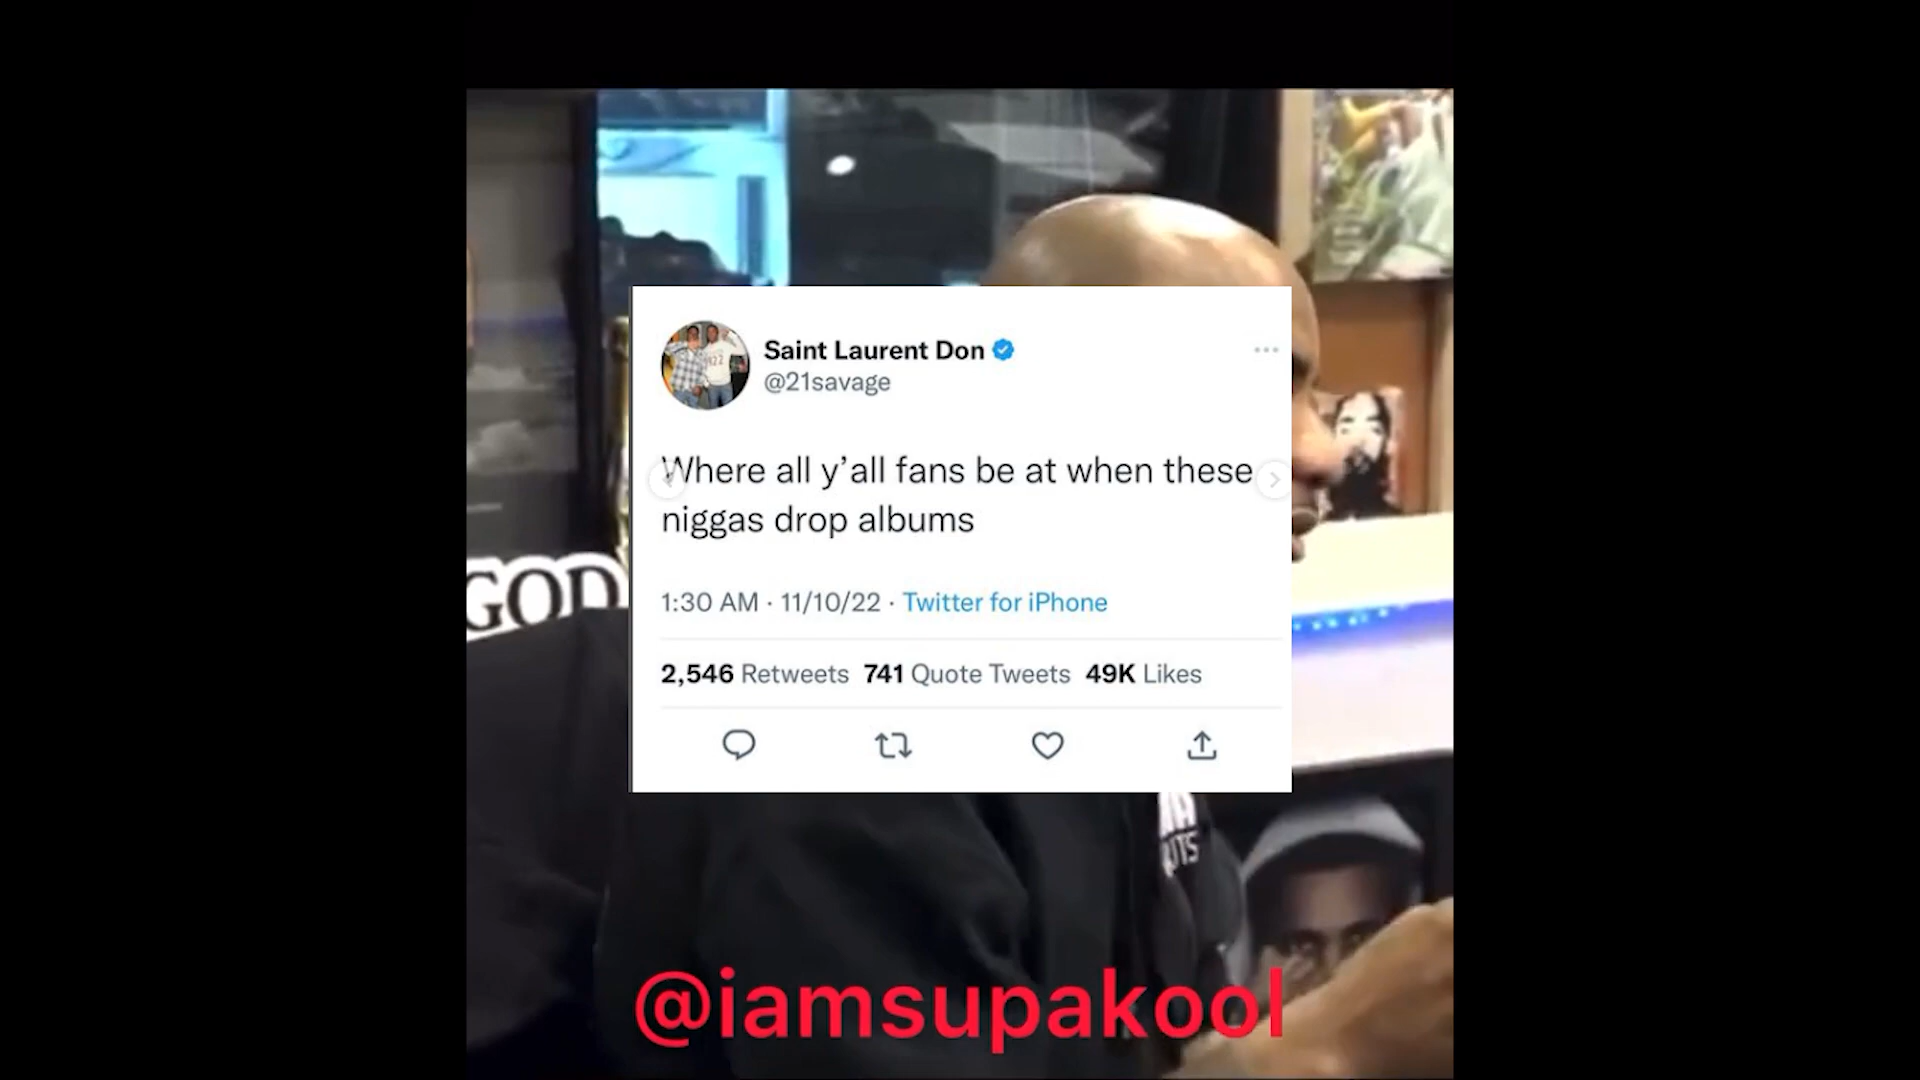 Saint Laurent Don
@21savage
Where all y’all fans be at when these
niggas drop albums
1:30 AM · 11/10/22 · Twitter for iPhone
2,546 Retweets 741 Quote Tweets 49K Likes
GOD
@iamsupakool